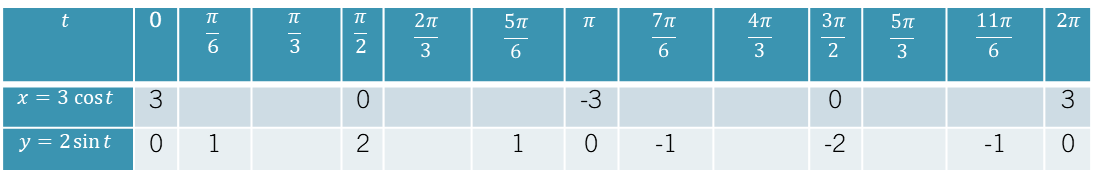 t 0 π/6 π/3 π/2 2π/3 5π/6 π 7π/6 4π/3 3π/2 5π/3 11π/6 2π
x = 3 cos t 3 0 -3 0 3
y = 2 sin t 0 1 2 1 0 -1 -2 -1 0